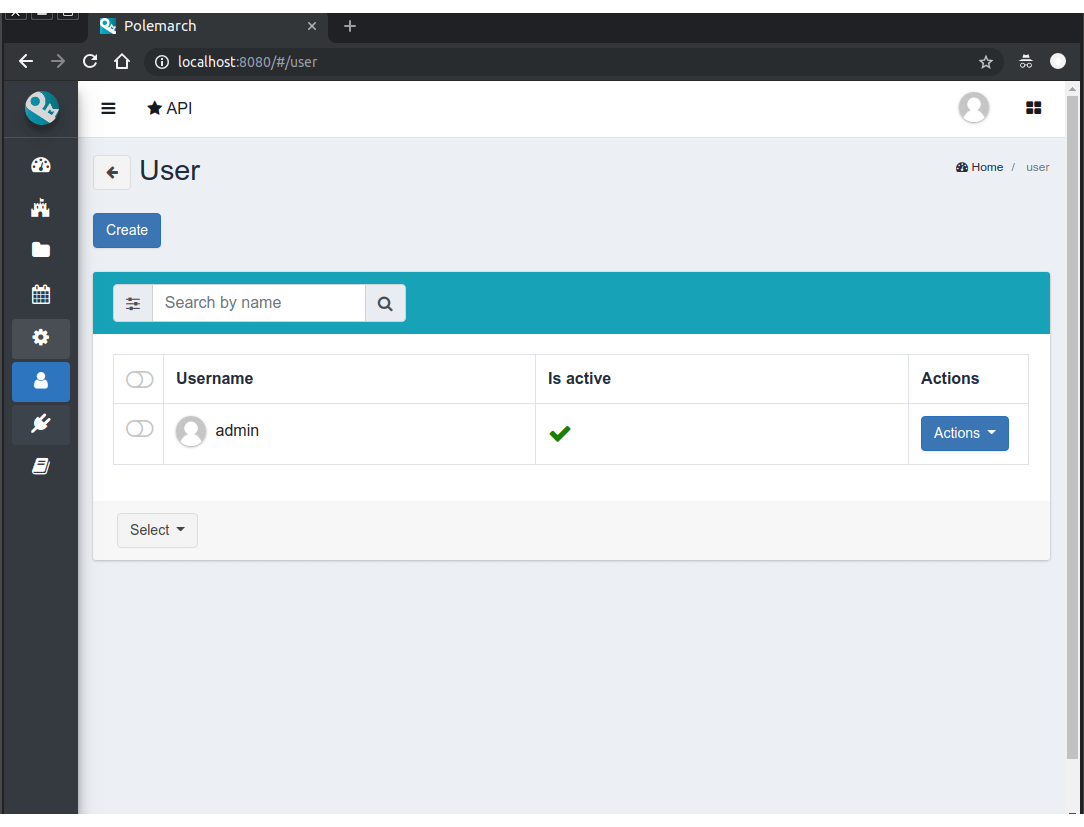 Polemarch
localhost:8080/#/user
API
User
Home / user
Create
Search by name
Username Is active Actions
admin Actions
Select